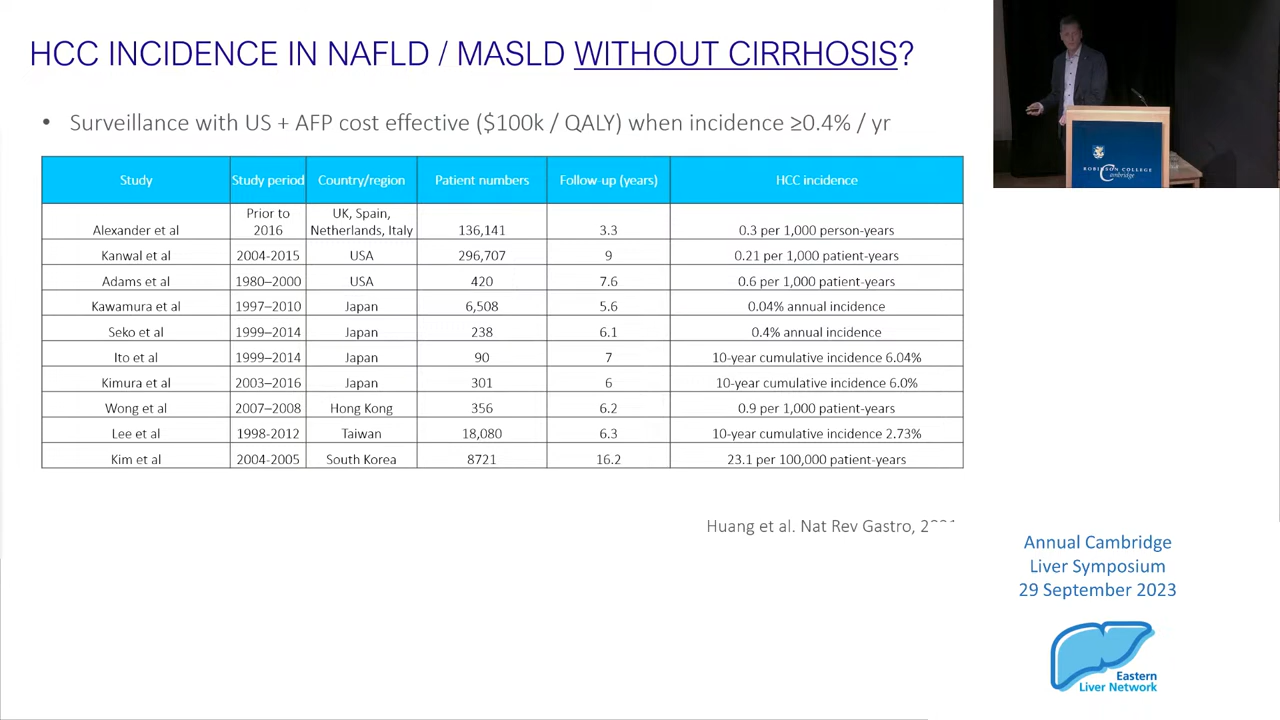 HCC INCIDENCE IN NAFLD / MASLD WITHOUT CIRRHOSIS?
• Surveillance with US + AFP cost effective ($100k / QALY) when incidence ≥0.4% / yr
Study Study period Country/region Patient numbers Follow-up (years) HCC incidence
Alexander et al Prior to 2016 UK, Spain, Netherlands, Italy 136,141 3.3 0.3 per 1,000 person-years
Kanwal et al 2004-2015 USA 296,707 9 0.21 per 1,000 patient-years
Adams et al 1980–2000 USA 420 7.6 0.6 per 1,000 patient-years
Kawamura et al 1997–2010 Japan 6,508 5.6 0.04% annual incidence
Seko et al 1999–2014 Japan 238 6.1 0.4% annual incidence
Ito et al 1999–2014 Japan 90 7 10-year cumulative incidence 6.04%
Kimura et al 2003–2016 Japan 301 6 10-year cumulative incidence 6.0%
Wong et al 2007–2008 Hong Kong 356 6.2 0.9 per 1,000 patient-years
Lee et al 1998-2012 Taiwan 18,080 6.3 10-year cumulative incidence 2.73%
Kim et al 2004-2005 South Korea 8721 16.2 23.1 per 100,000 patient-years
Huang et al. Nat Rev Gastro,
ROBINSON COLLEGE
Cambridge
Annual Cambridge
Liver Symposium
29 September 2023
Eastern
Liver Network